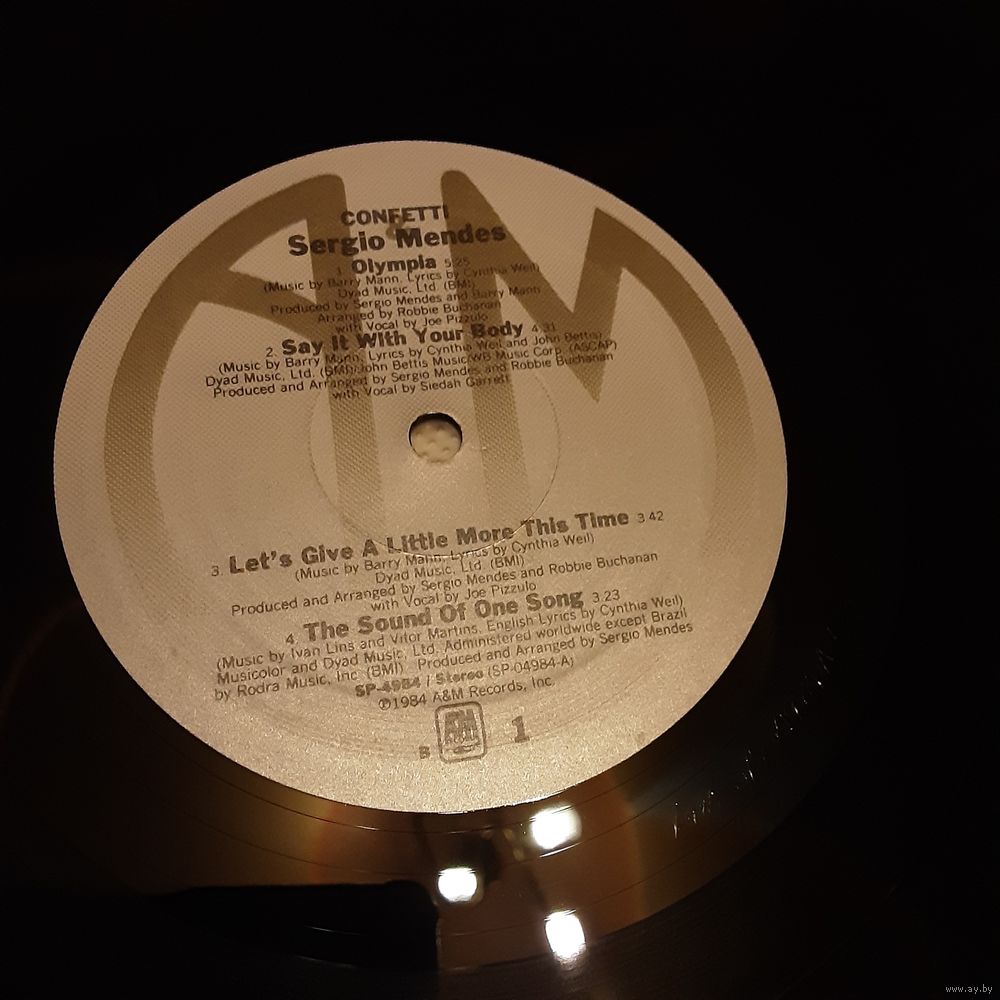 CONFETTI
Sergio Mendes
1. Olympia 5:25
(Music by Barry Mann, Lyrics by Cynthia Weil)
Dyad Music, Ltd. (BMI)
Produced by Sergio Mendes and Barry Mann
Arranged by Robbie Buchanan
with Vocal by Joe Pizzulo
2. Say It With Your Body 4:31
(Music by Barry Mann, Lyrics by Cynthia Weil and John Bettis)
Dyad Music, Ltd. (BMI)/John Bettis Music/WB Music Corp. (ASCAP)
Produced and Arranged by Sergio Mendes and Robbie Buchanan
with Vocal by Siedah Garrett
3. Let's Give A Little More This Time 3:42
(Music by Barry Mann, Lyrics by Cynthia Weil)
Dyad Music, Ltd. (BMI)
Produced and Arranged by Sergio Mendes and Robbie Buchanan
with Vocal by Joe Pizzulo
4. The Sound Of One Song 3:23
(Music by Ivan Lins and Vitor Martins, English Lyrics by Cynthia Weil)
Musicolor and Dyad Music, Ltd. Administered worldwide except Brazil
by Rodra Music, Inc. (BMI) Produced and Arranged by Sergio Mendes
SP-4984 / Stereo (SP-04984-A)
℗1984 A&M Records, Inc.
B A&M 1
www.ay.by